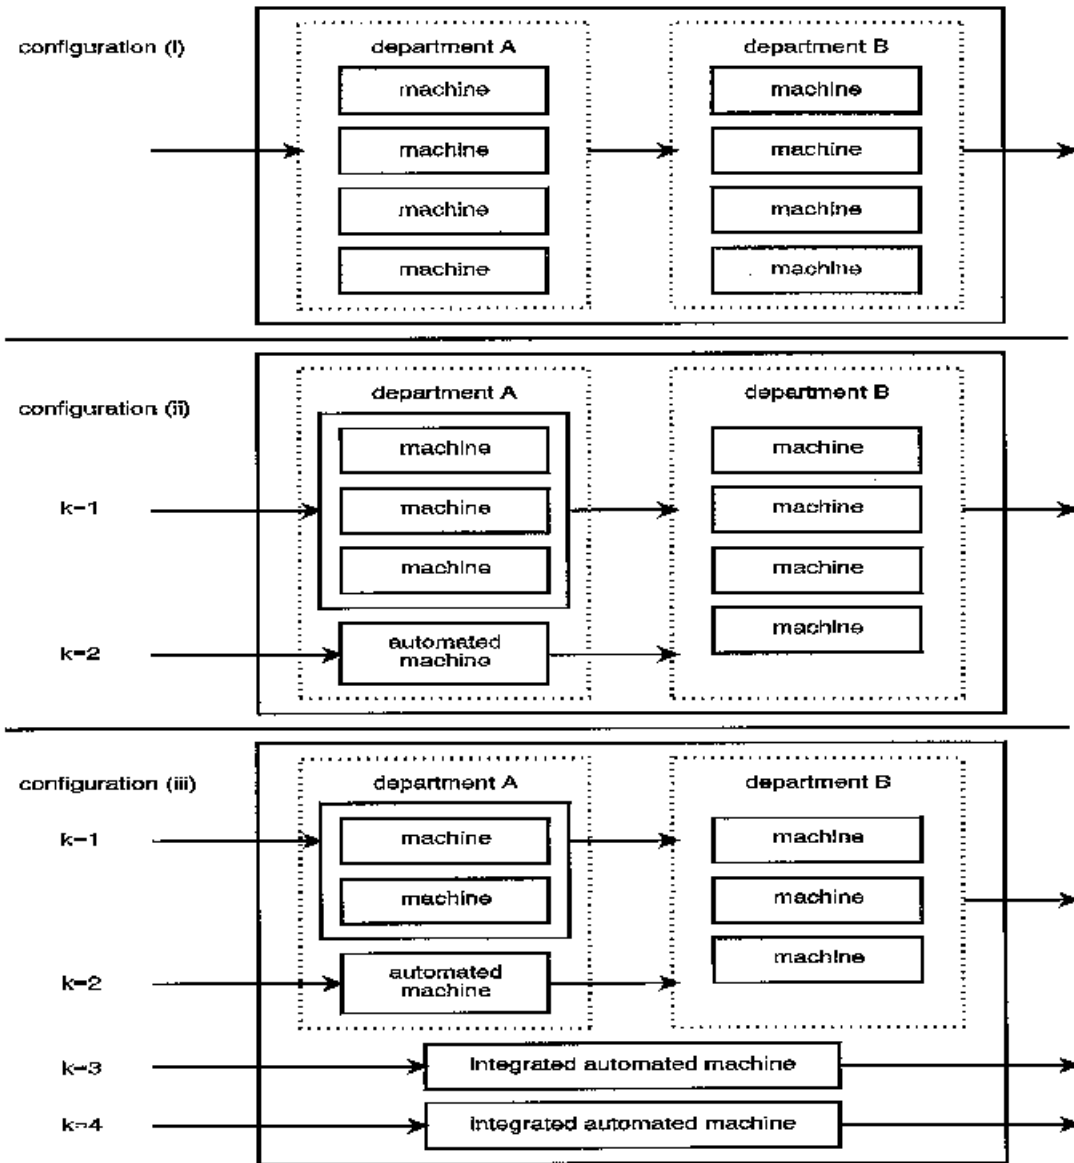 configuration (i)
department A
department B
machine
machine
machine
machine
machine
machine
machine
machine
configuration (ii)
department A
department B
machine
machine
k=1
machine
machine
machine
machine
machine
k=2
automated
machine
configuration (iii)
department A
department B
k=1
machine
machine
machine
machine
machine
k=2
automated
machine
k=3
Integrated automated machine
k=4
Integrated automated machine